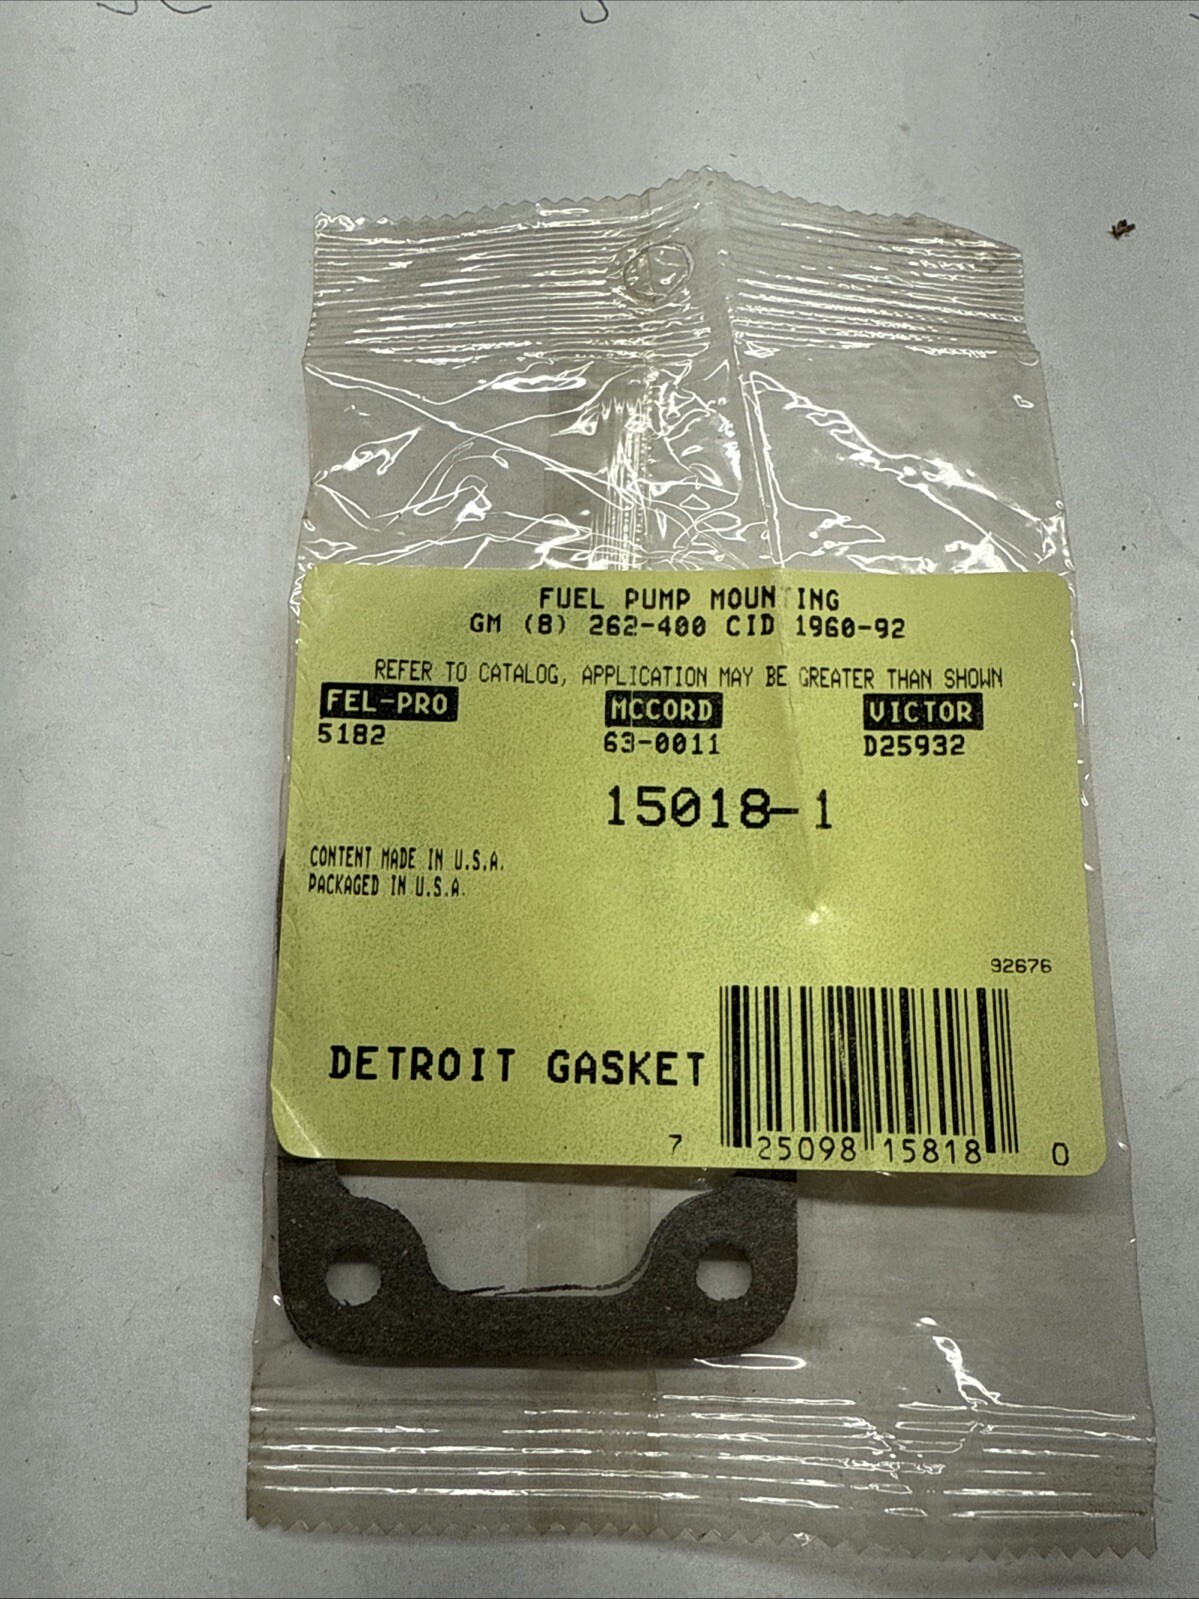 FUEL PUMP MOUNTING
GM (8) 262-400 CID 1960-92
REFER TO CATALOG, APPLICATION MAY BE GREATER THAN SHOWN
FEL-PRO MCCORD VICTOR
5182 63-0011 D25932
15018-1
CONTENT MADE IN U.S.A.
PACKAGED IN U.S.A.
92676
DETROIT GASKET
7 25098 15818 0